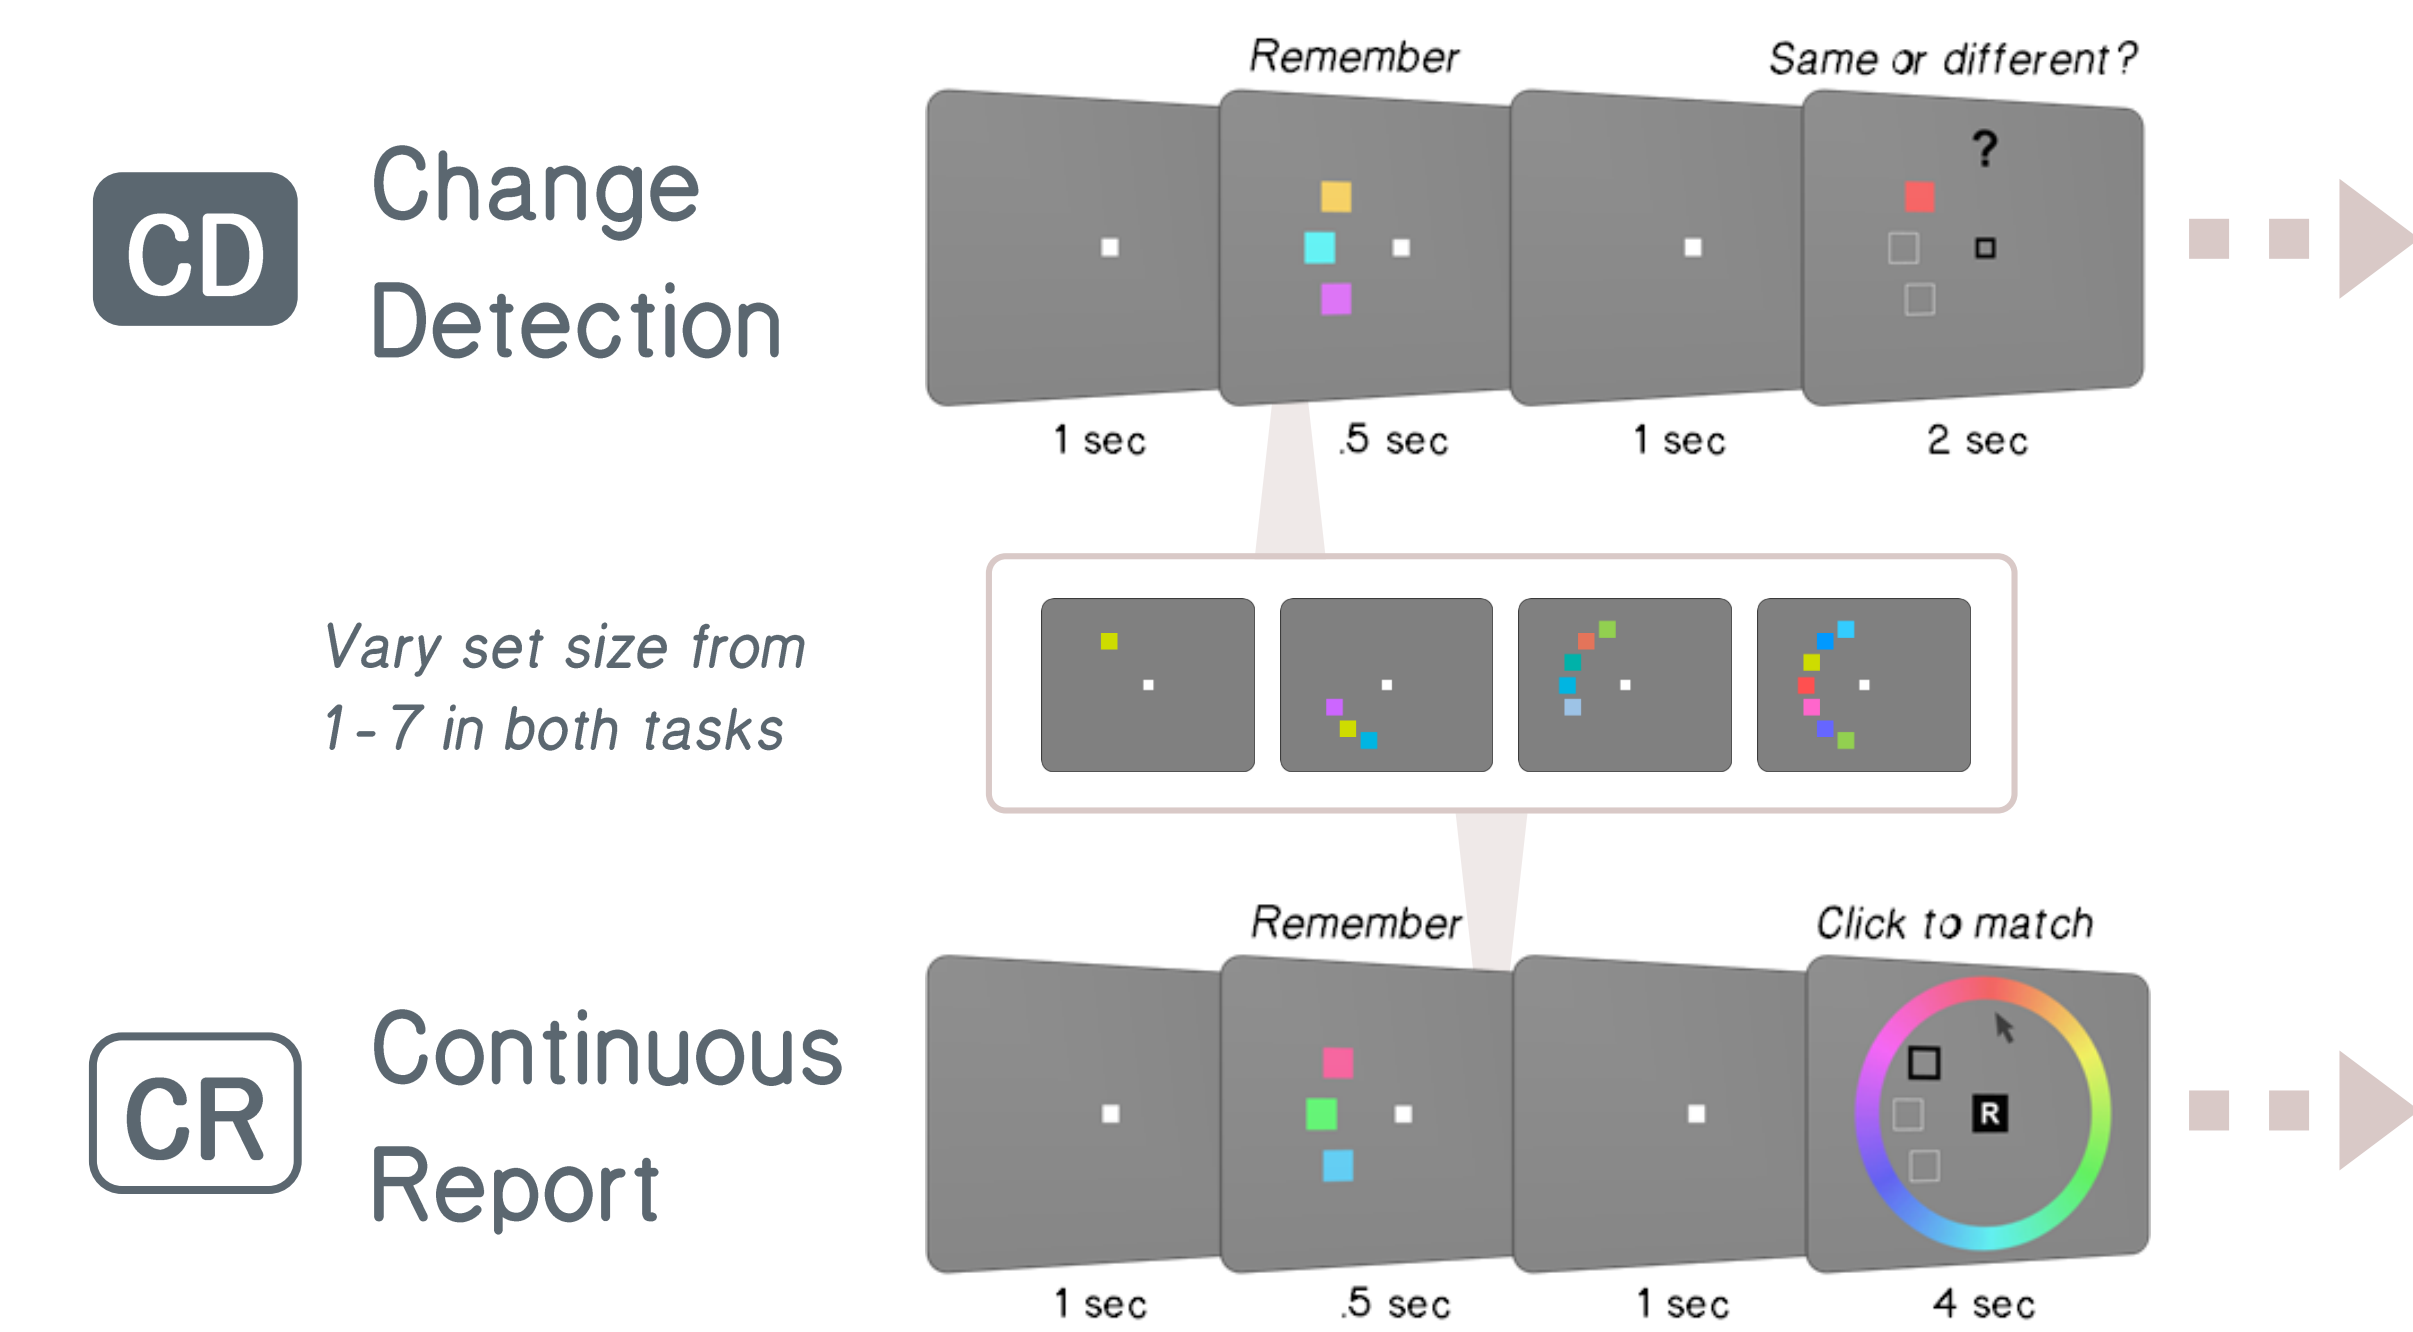 Remember
Same or different?
CD
Change
Detection
?
1 sec
.5 sec
1 sec
2 sec
Vary set size from
1-7 in both tasks
Remember
Click to match
CR
Continuous
Report
R
1 sec
.5 sec
1 sec
4 sec